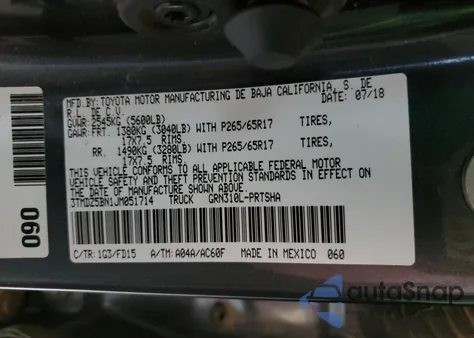 MFD.BY:TOYOTA MOTOR MANUFACTURING DE BAJA CALIFORNIA, S. DE
R. L. DE C.V. DATE: 07/18
GVWR:2545KG (5600LB)
GAWR:FRT. 1380KG (3040LB) WITH P265/65R17 TIRES,
17X7.5 RIMS
RR. 1490KG (3280LB) WITH P265/65R17 TIRES,
17X7.5 RIMS
THIS VEHICLE CONFORMS TO ALL APPLICABLE FEDERAL MOTOR
VEHICLE SAFETY AND THEFT PREVENTION STANDARDS IN EFFECT ON
THE DATE OF MANUFACTURE SHOWN ABOVE.
3TMDZ5BN1JM051714 TRUCK GRN310L-PRTSHA
C/TR: 1G3/FD15 A/TM: A04A/AC60F MADE IN MEXICO 060
090
autoSnap